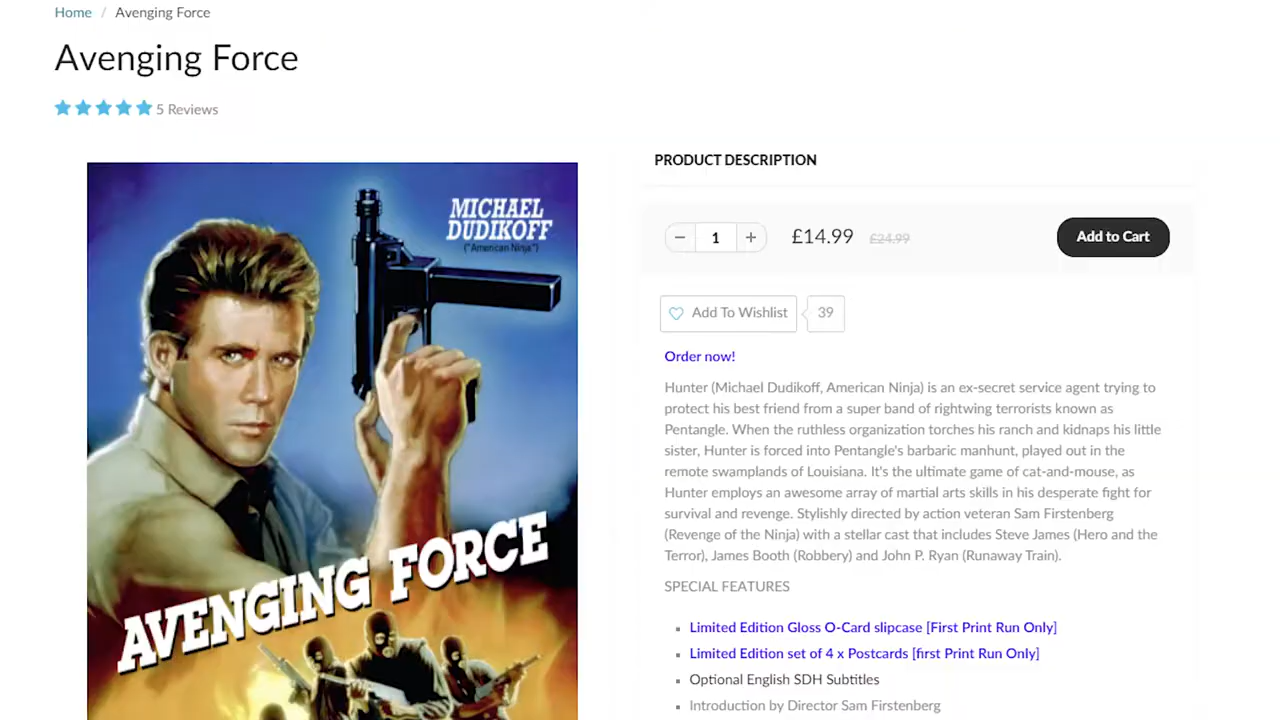 Home / Avenging Force
Avenging Force
5 Reviews
PRODUCT DESCRIPTION
MICHAEL
DUDIKOFF
("American Ninja")
− 1 + £14.99 £24.99 Add to Cart
Add To Wishlist 39
Order now!
Hunter (Michael Dudikoff, American Ninja) is an ex-secret service agent trying to
protect his best friend from a super band of rightwing terrorists known as
Pentangle. When the ruthless organization torches his ranch and kidnaps his little
sister, Hunter is forced into Pentangle's barbaric manhunt, played out in the
remote swamplands of Louisiana. It's the ultimate game of cat-and-mouse, as
Hunter employs an awesome array of martial arts skills in his desperate fight for
survival and revenge. Stylishly directed by action veteran Sam Firstenberg
(Revenge of the Ninja) with a stellar cast that includes Steve James (Hero and the
Terror), James Booth (Robbery) and John P. Ryan (Runaway Train).
AVENGING FORCE
SPECIAL FEATURES
▪ Limited Edition Gloss O-Card slipcase [First Print Run Only]
▪ Limited Edition set of 4 x Postcards [first Print Run Only]
▪ Optional English SDH Subtitles
▪ Introduction by Director Sam Firstenberg